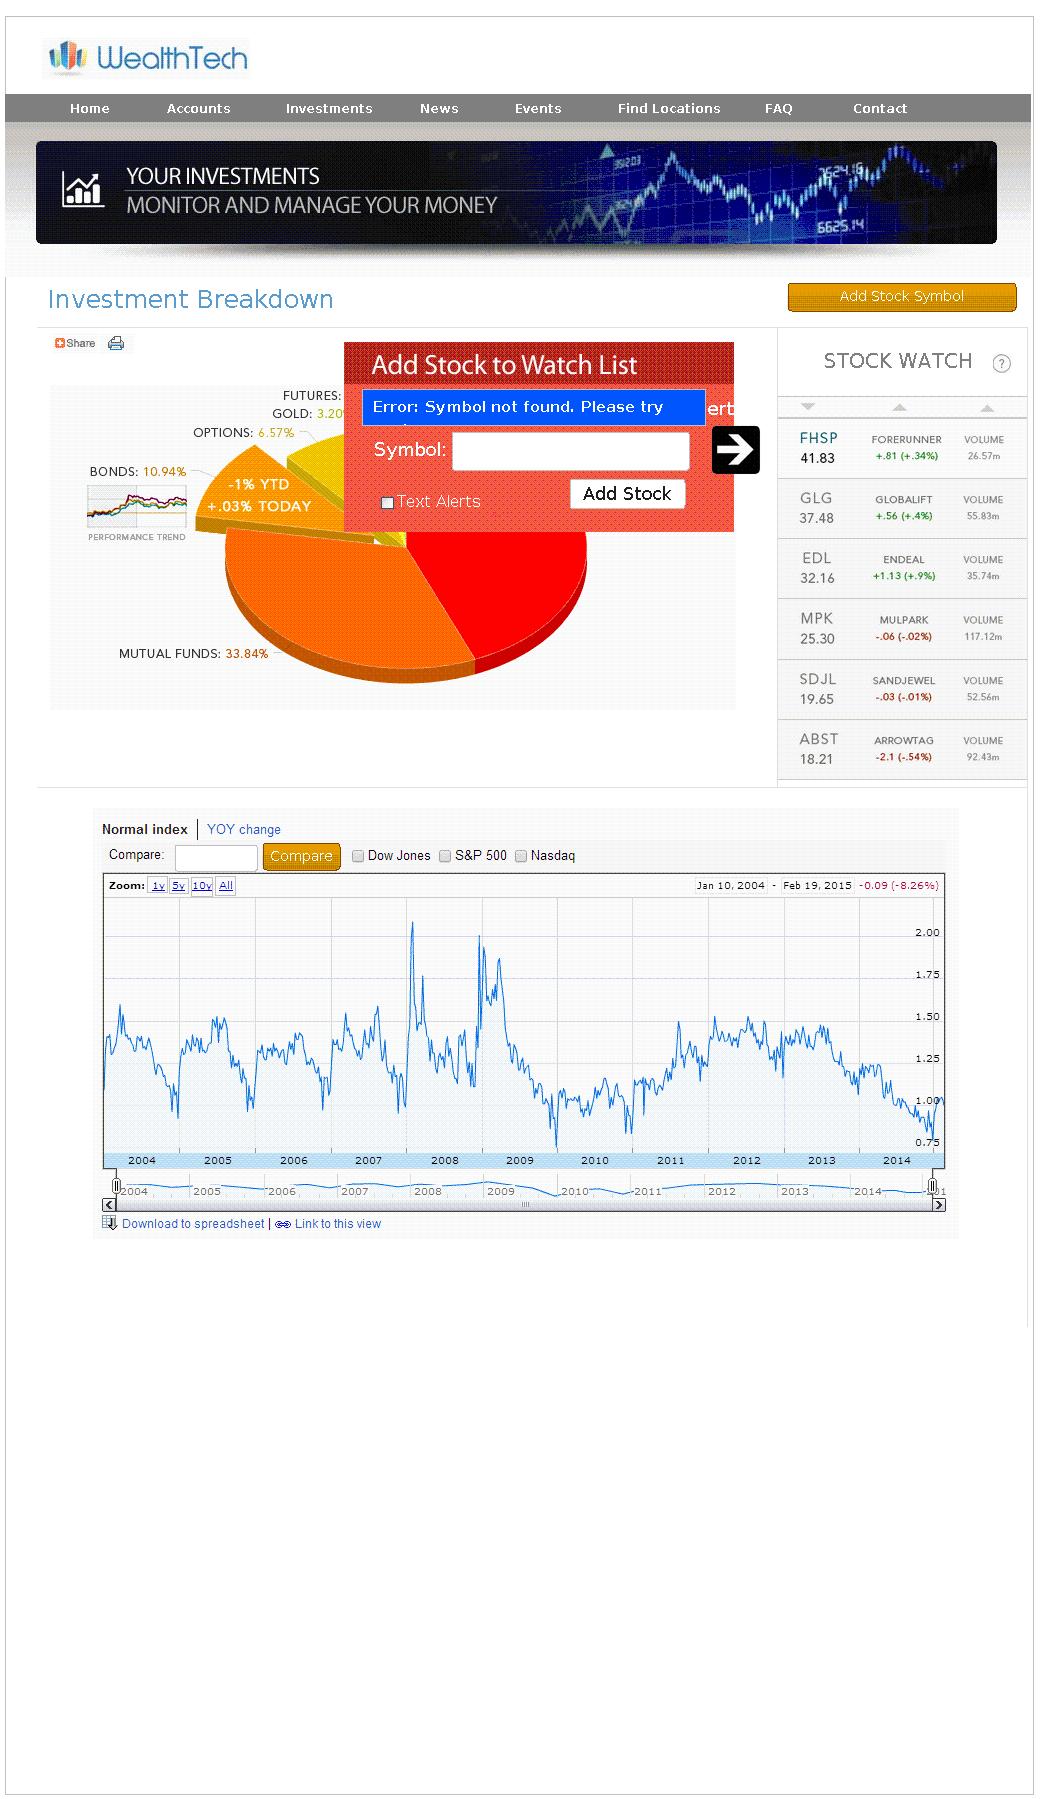 WealthTech
Home Accounts Investments News Events Find Locations FAQ Contact
YOUR INVESTMENTS
MONITOR AND MANAGE YOUR MONEY
3512.03
7524.16
6625.14
Investment Breakdown
Add Stock Symbol
Share
FUTURES:
GOLD: 3.20
OPTIONS: 6.57%
BONDS: 10.94%
-1% YTD
+.03% TODAY
PERFORMANCE TREND
MUTUAL FUNDS: 33.84%
Add Stock to Watch List
Error: Symbol not found. Please try
ert
Symbol:
Text Alerts
Add Stock
STOCK WATCH ?
FHSP FORERUNNER VOLUME
41.83 +.81 (+.34%) 26.57m
GLG GLOBALIFT VOLUME
37.48 +.56 (+.4%) 55.83m
EDL ENDEAL VOLUME
32.16 +1.13 (+.9%) 35.74m
MPK MULPARK VOLUME
25.30 -.06 (-.02%) 117.12m
SDJL SANDJEWEL VOLUME
19.65 -.03 (-.01%) 52.56m
ABST ARROWTAG VOLUME
18.21 -2.1 (-.54%) 92.43m
Normal index | YOY change
Compare: Compare Dow Jones S&P 500 Nasdaq
Zoom: 1y 5y 10y All Jan 10, 2004 - Feb 19, 2015 -0.09 (-8.26%)
2.00
1.75
1.50
1.25
1.00
0.75
2004 2005 2006 2007 2008 2009 2010 2011 2012 2013 2014
2004 2005 2006 2007 2008 2009 2010 2011 2012 2013 2014 201
Download to spreadsheet | Link to this view